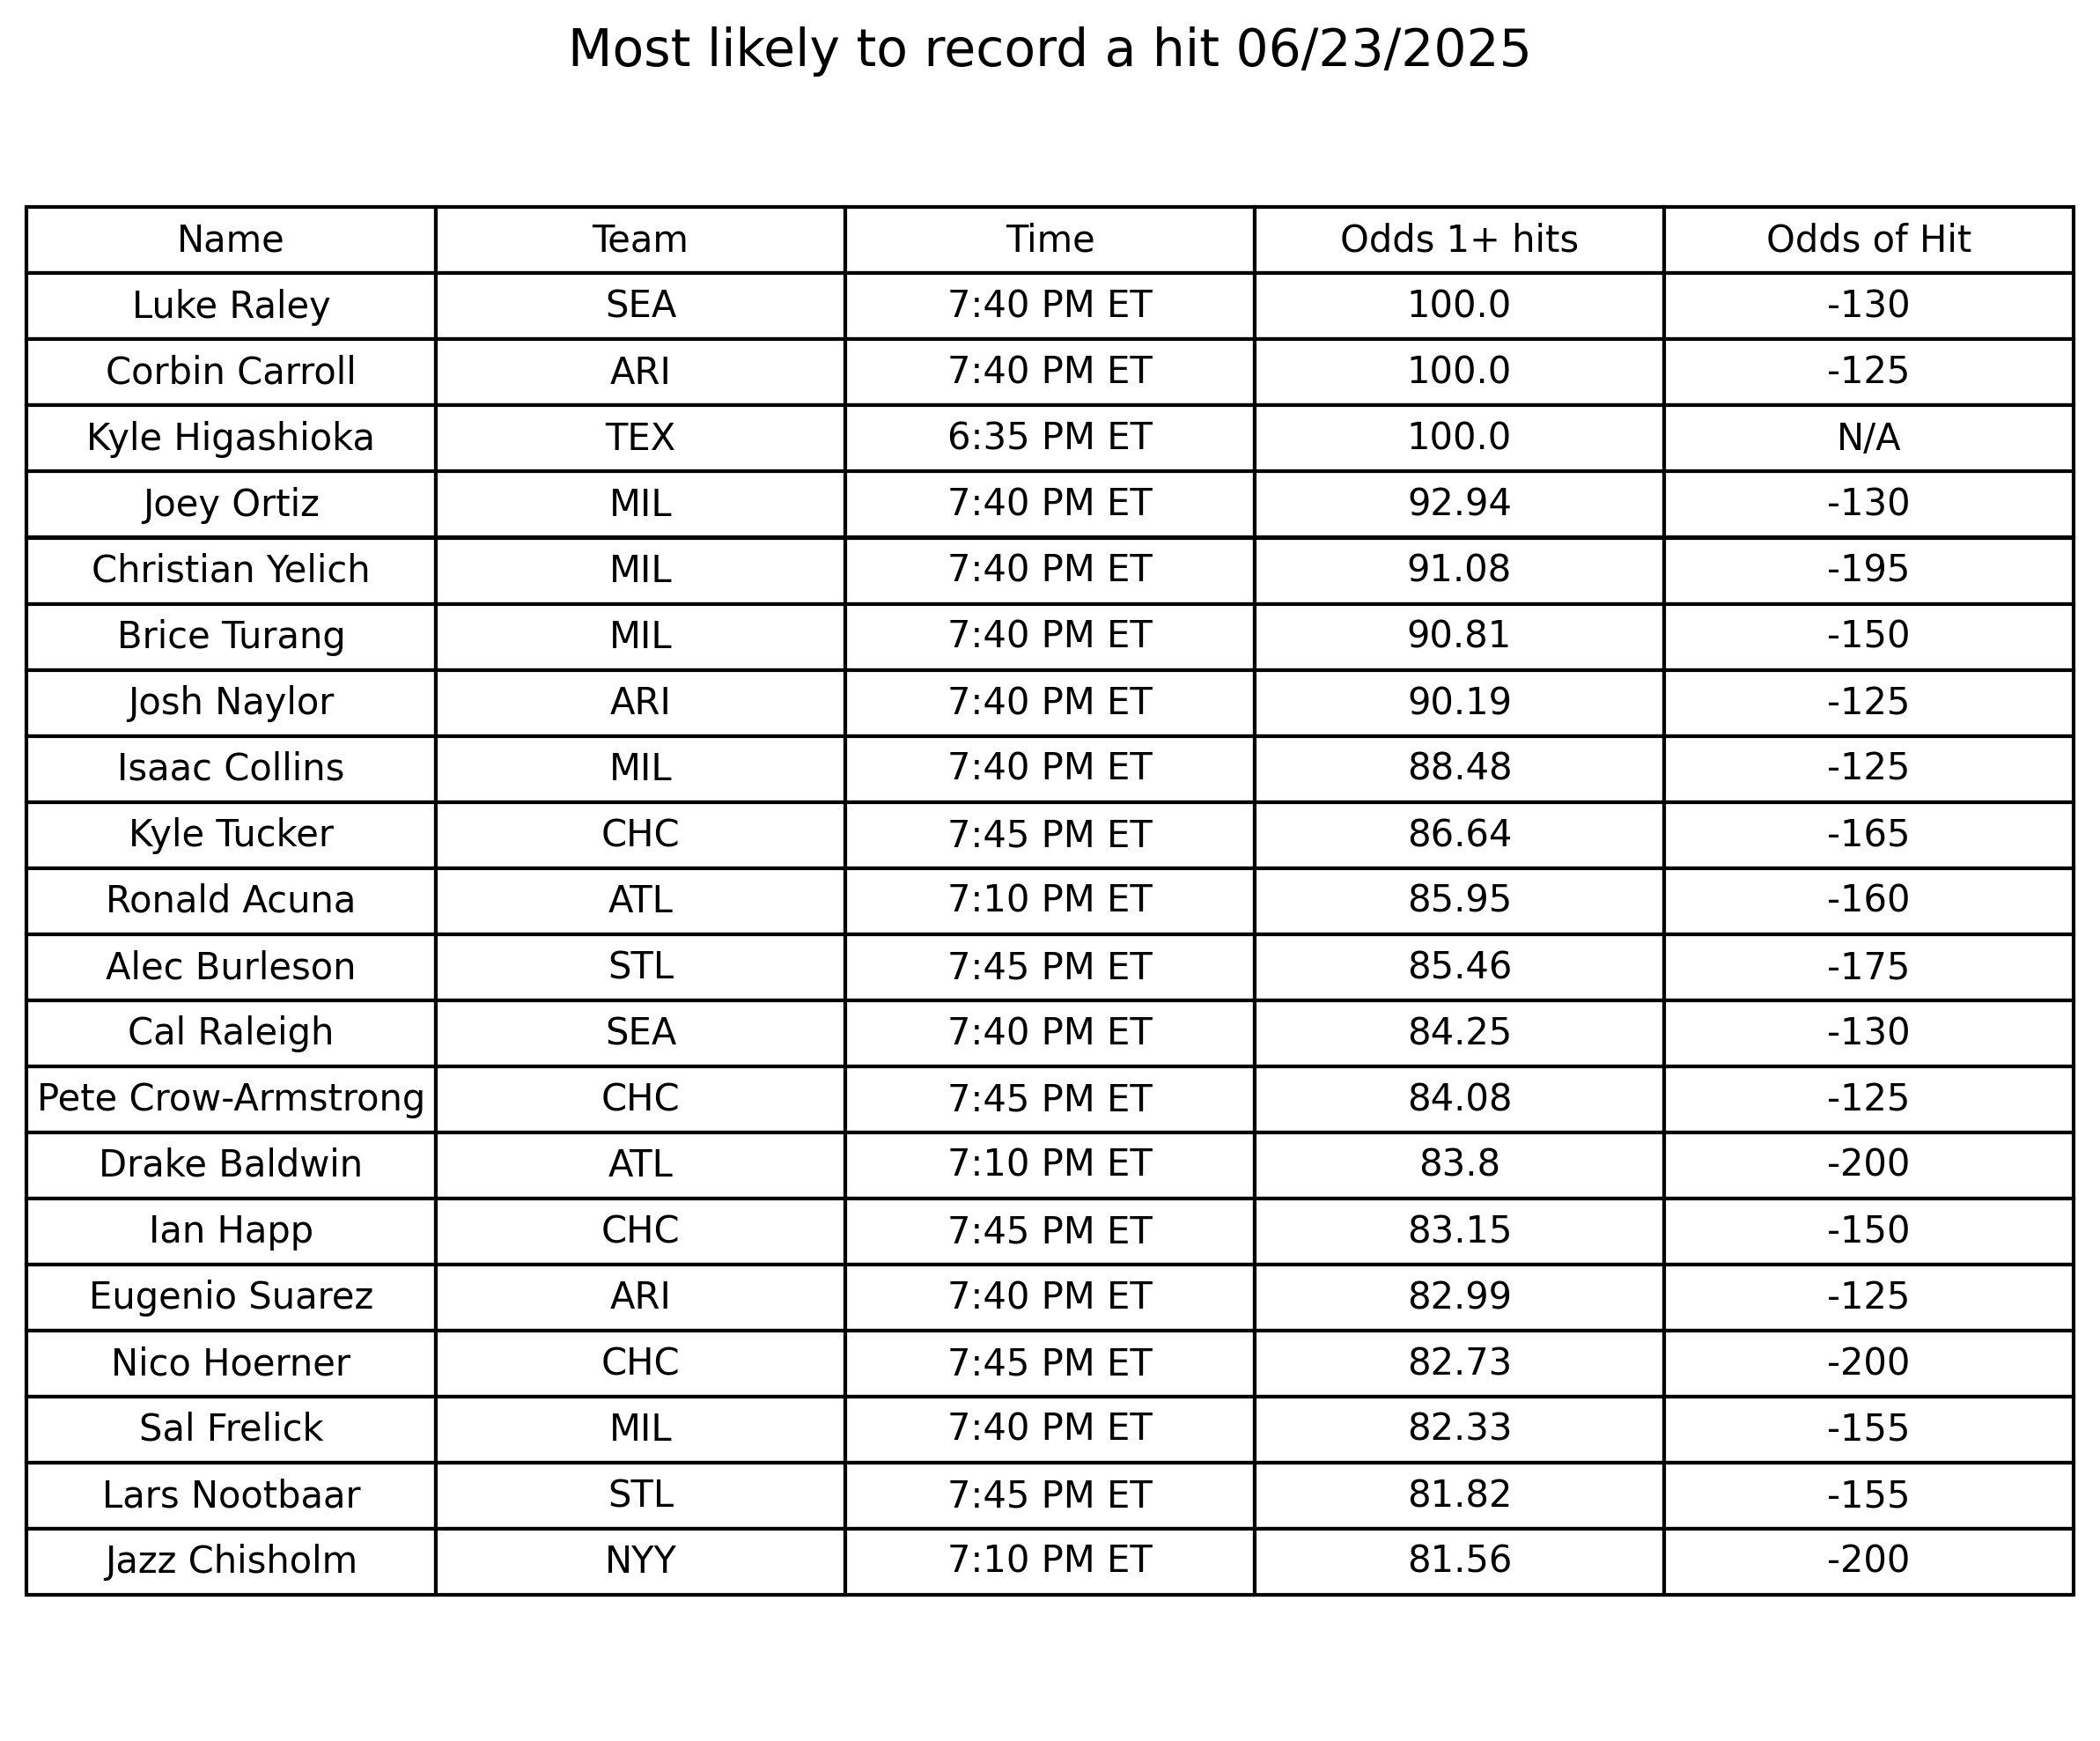 Most likely to record a hit 06/23/2025
Name Team Time Odds 1+ hits Odds of Hit
Luke Raley SEA 7:40 PM ET 100.0 -130
Corbin Carroll ARI 7:40 PM ET 100.0 -125
Kyle Higashioka TEX 6:35 PM ET 100.0 N/A
Joey Ortiz MIL 7:40 PM ET 92.94 -130
Christian Yelich MIL 7:40 PM ET 91.08 -195
Brice Turang MIL 7:40 PM ET 90.81 -150
Josh Naylor ARI 7:40 PM ET 90.19 -125
Isaac Collins MIL 7:40 PM ET 88.48 -125
Kyle Tucker CHC 7:45 PM ET 86.64 -165
Ronald Acuna ATL 7:10 PM ET 85.95 -160
Alec Burleson STL 7:45 PM ET 85.46 -175
Cal Raleigh SEA 7:40 PM ET 84.25 -130
Pete Crow-Armstrong CHC 7:45 PM ET 84.08 -125
Drake Baldwin ATL 7:10 PM ET 83.8 -200
Ian Happ CHC 7:45 PM ET 83.15 -150
Eugenio Suarez ARI 7:40 PM ET 82.99 -125
Nico Hoerner CHC 7:45 PM ET 82.73 -200
Sal Frelick MIL 7:40 PM ET 82.33 -155
Lars Nootbaar STL 7:45 PM ET 81.82 -155
Jazz Chisholm NYY 7:10 PM ET 81.56 -200